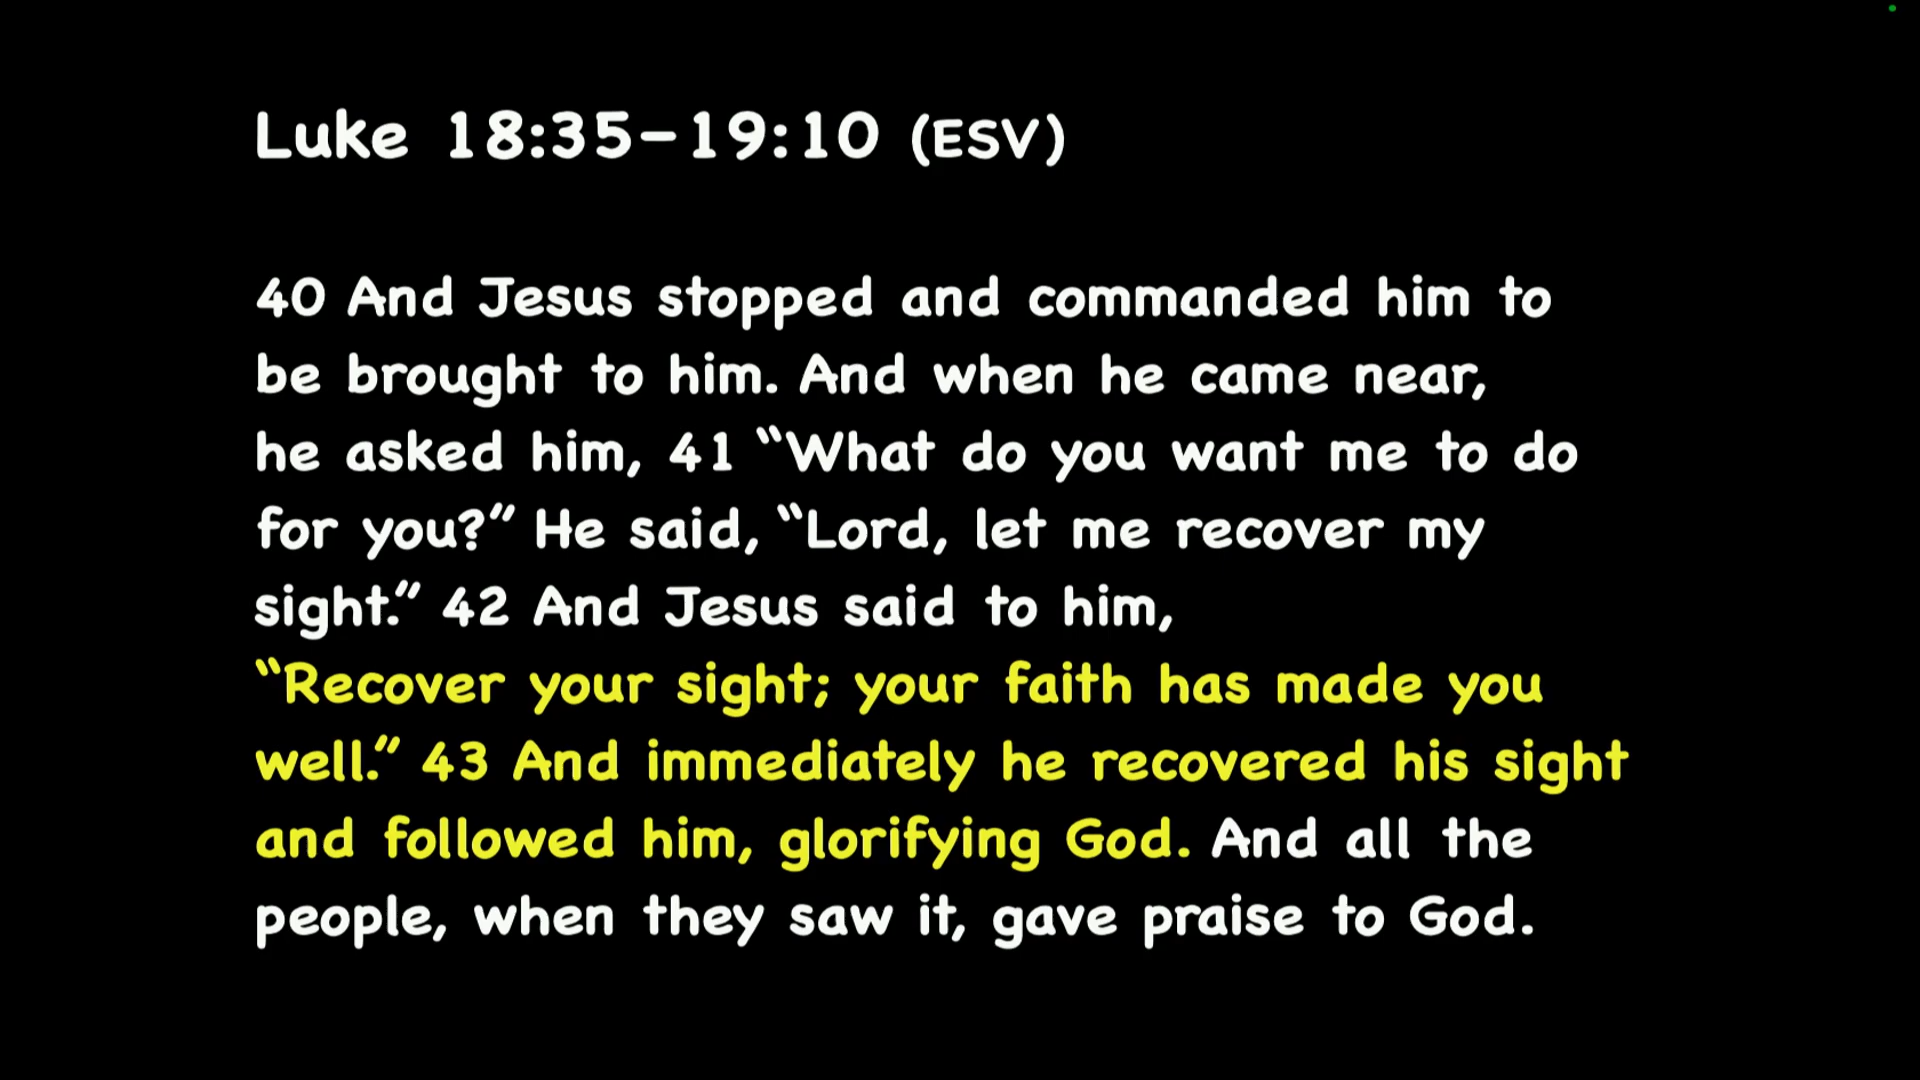 Luke 18:35–19:10 (ESV)
40 And Jesus stopped and commanded him to
be brought to him. And when he came near,
he asked him, 41 “What do you want me to do
for you?” He said, “Lord, let me recover my
sight.” 42 And Jesus said to him,
“Recover your sight; your faith has made you
well.” 43 And immediately he recovered his sight
and followed him, glorifying God. And all the
people, when they saw it, gave praise to God.